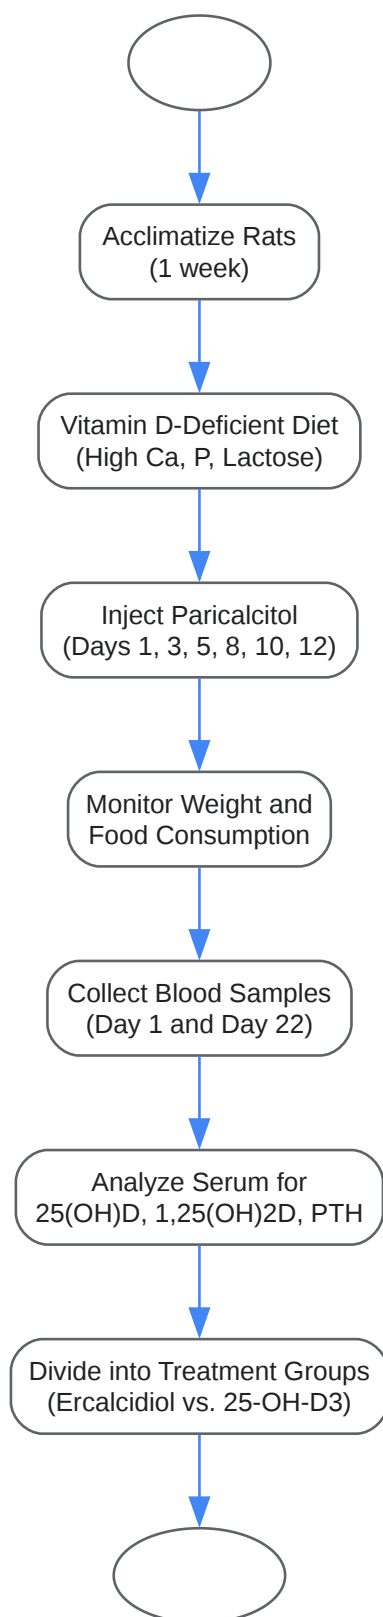 Acclimatize Rats
(1 week)
Vitamin D-Deficient Diet
(High Ca, P, Lactose)
Inject Paricalcitol
(Days 1, 3, 5, 8, 10, 12)
Monitor Weight and
Food Consumption
Collect Blood Samples
(Day 1 and Day 22)
Analyze Serum for
25(OH)D, 1,25(OH)2D, PTH
Divide into Treatment Groups
(Ercalcidiol vs. 25-OH-D3)